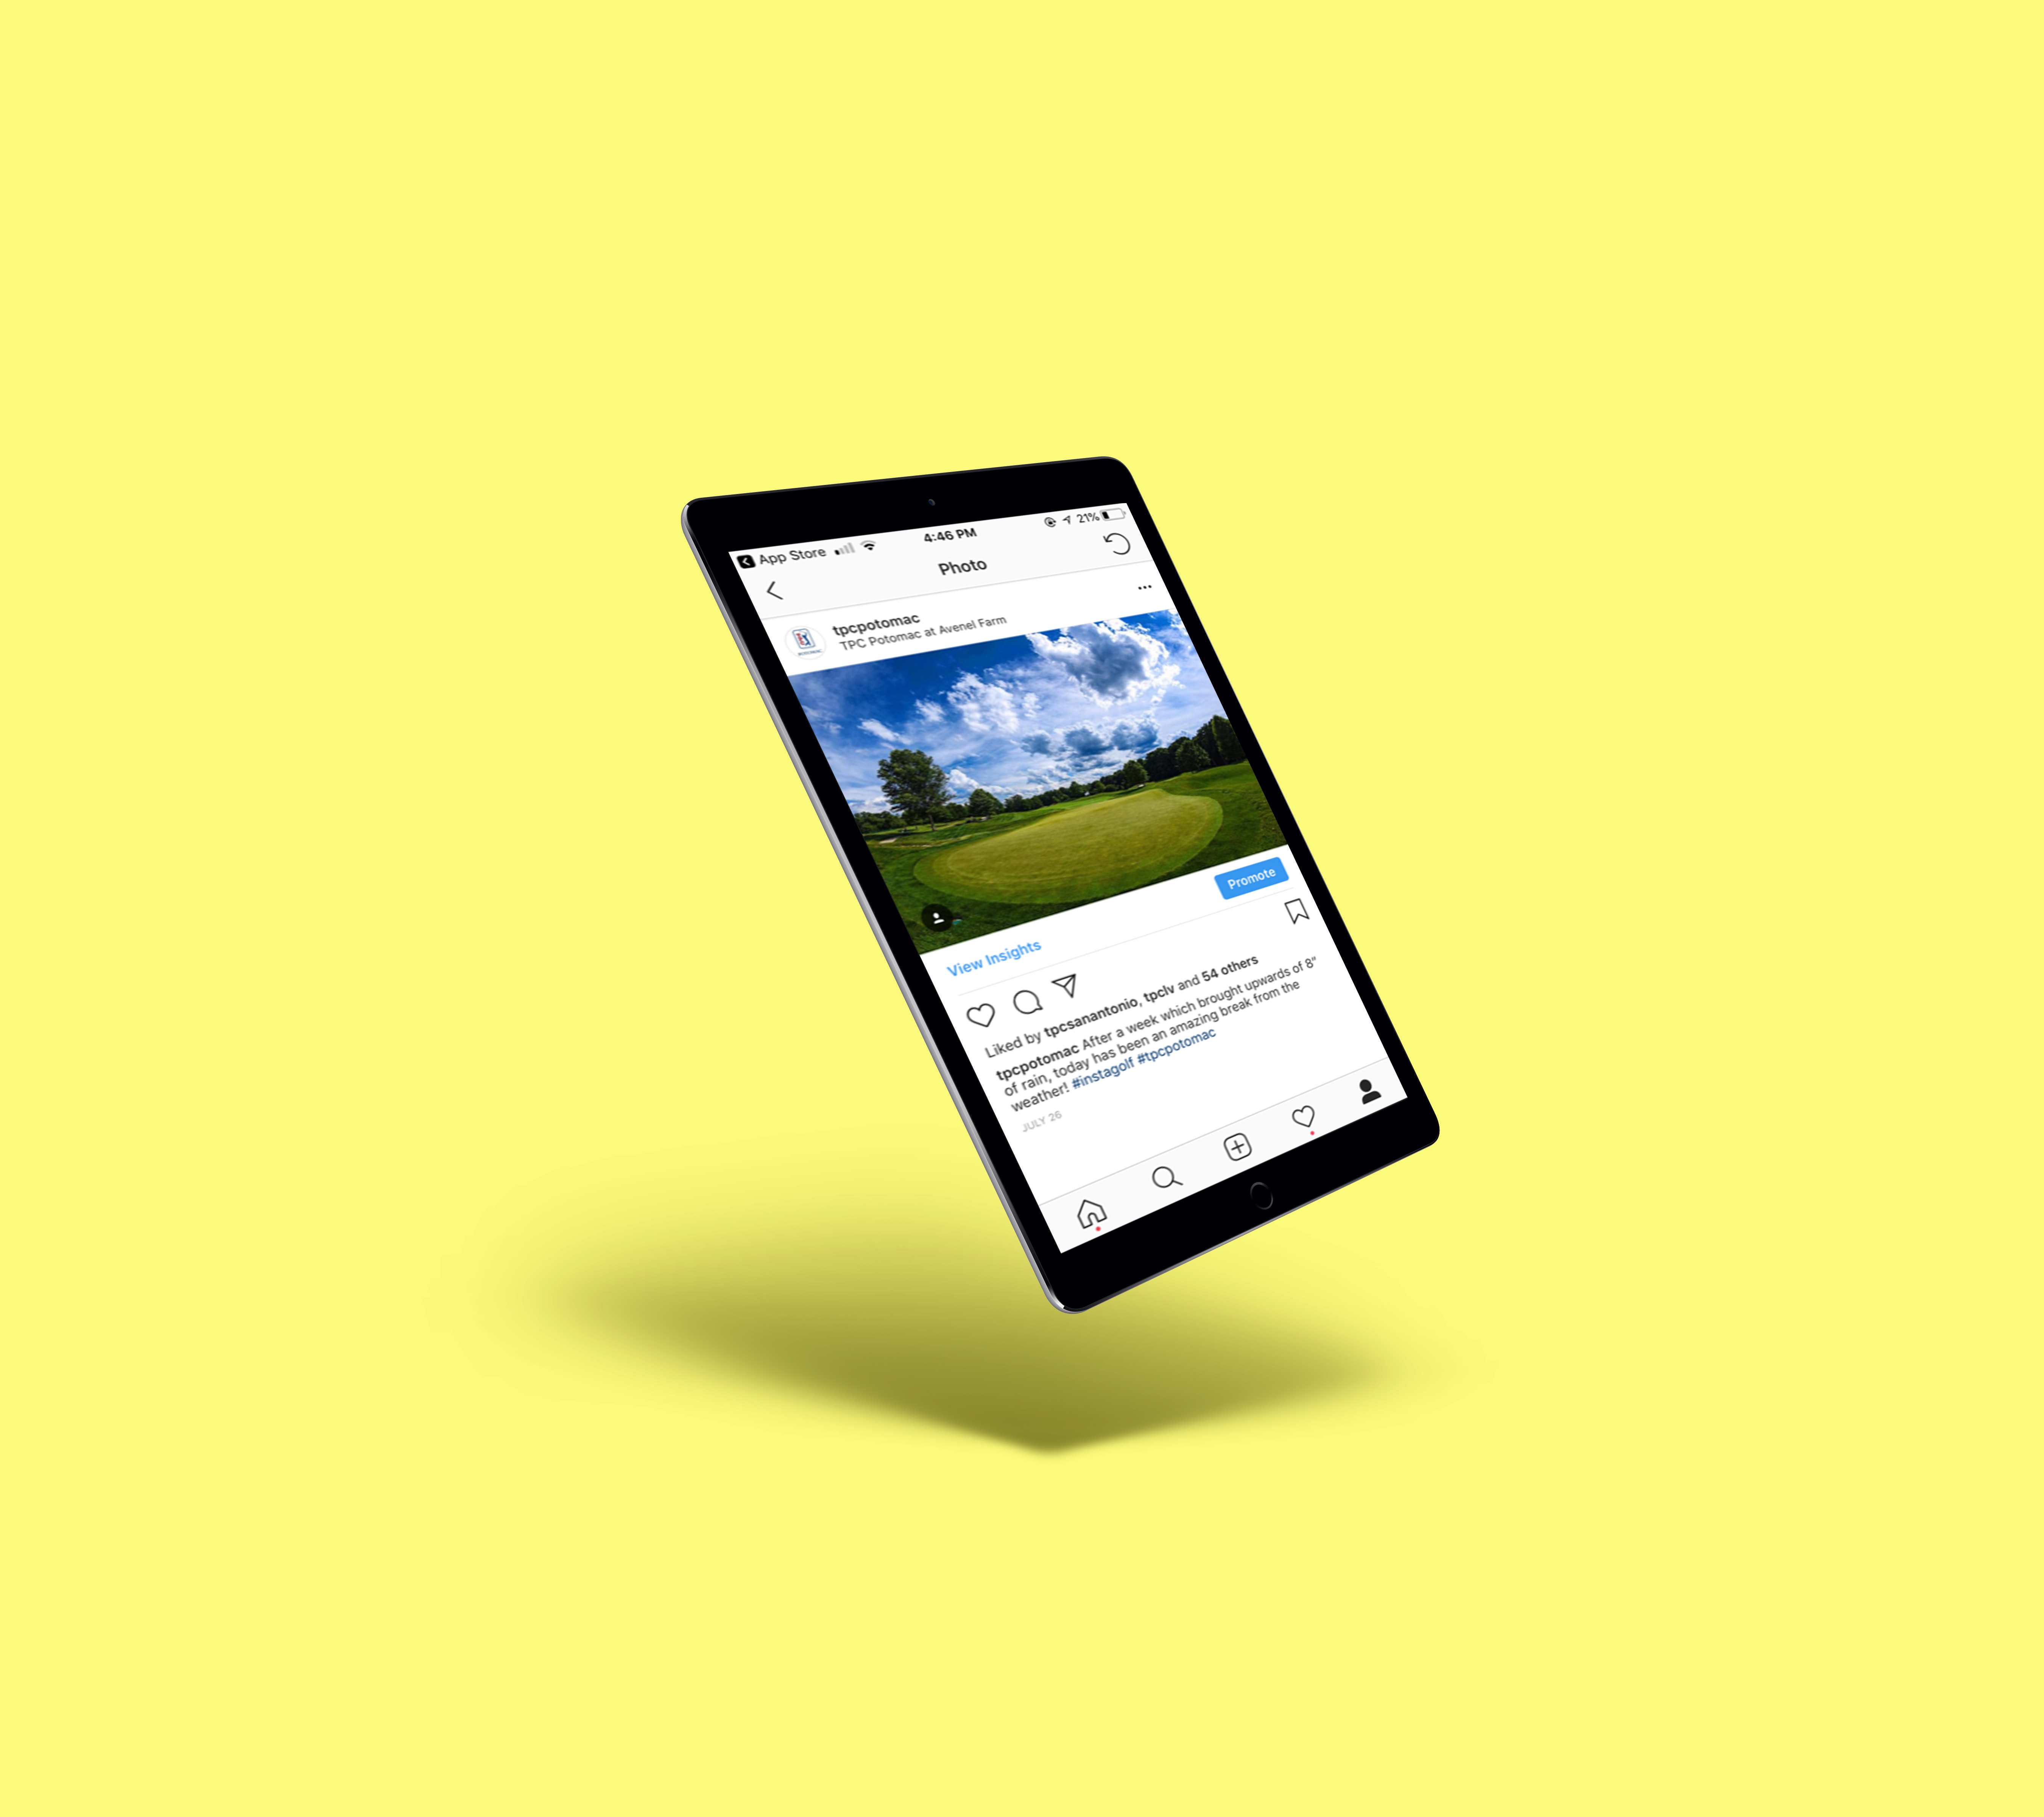 App Store 4:46 PM 21%
Photo
tpcpotomac
TPC Potomac at Avenel Farm
Promote
View Insights
Liked by tpcsanantonio, tpclv and 54 others
tpcpotomac After a week which brought upwards of 8"
of rain, today has been an amazing break from the
weather! #instagolf #tpcpotomac
JULY 26